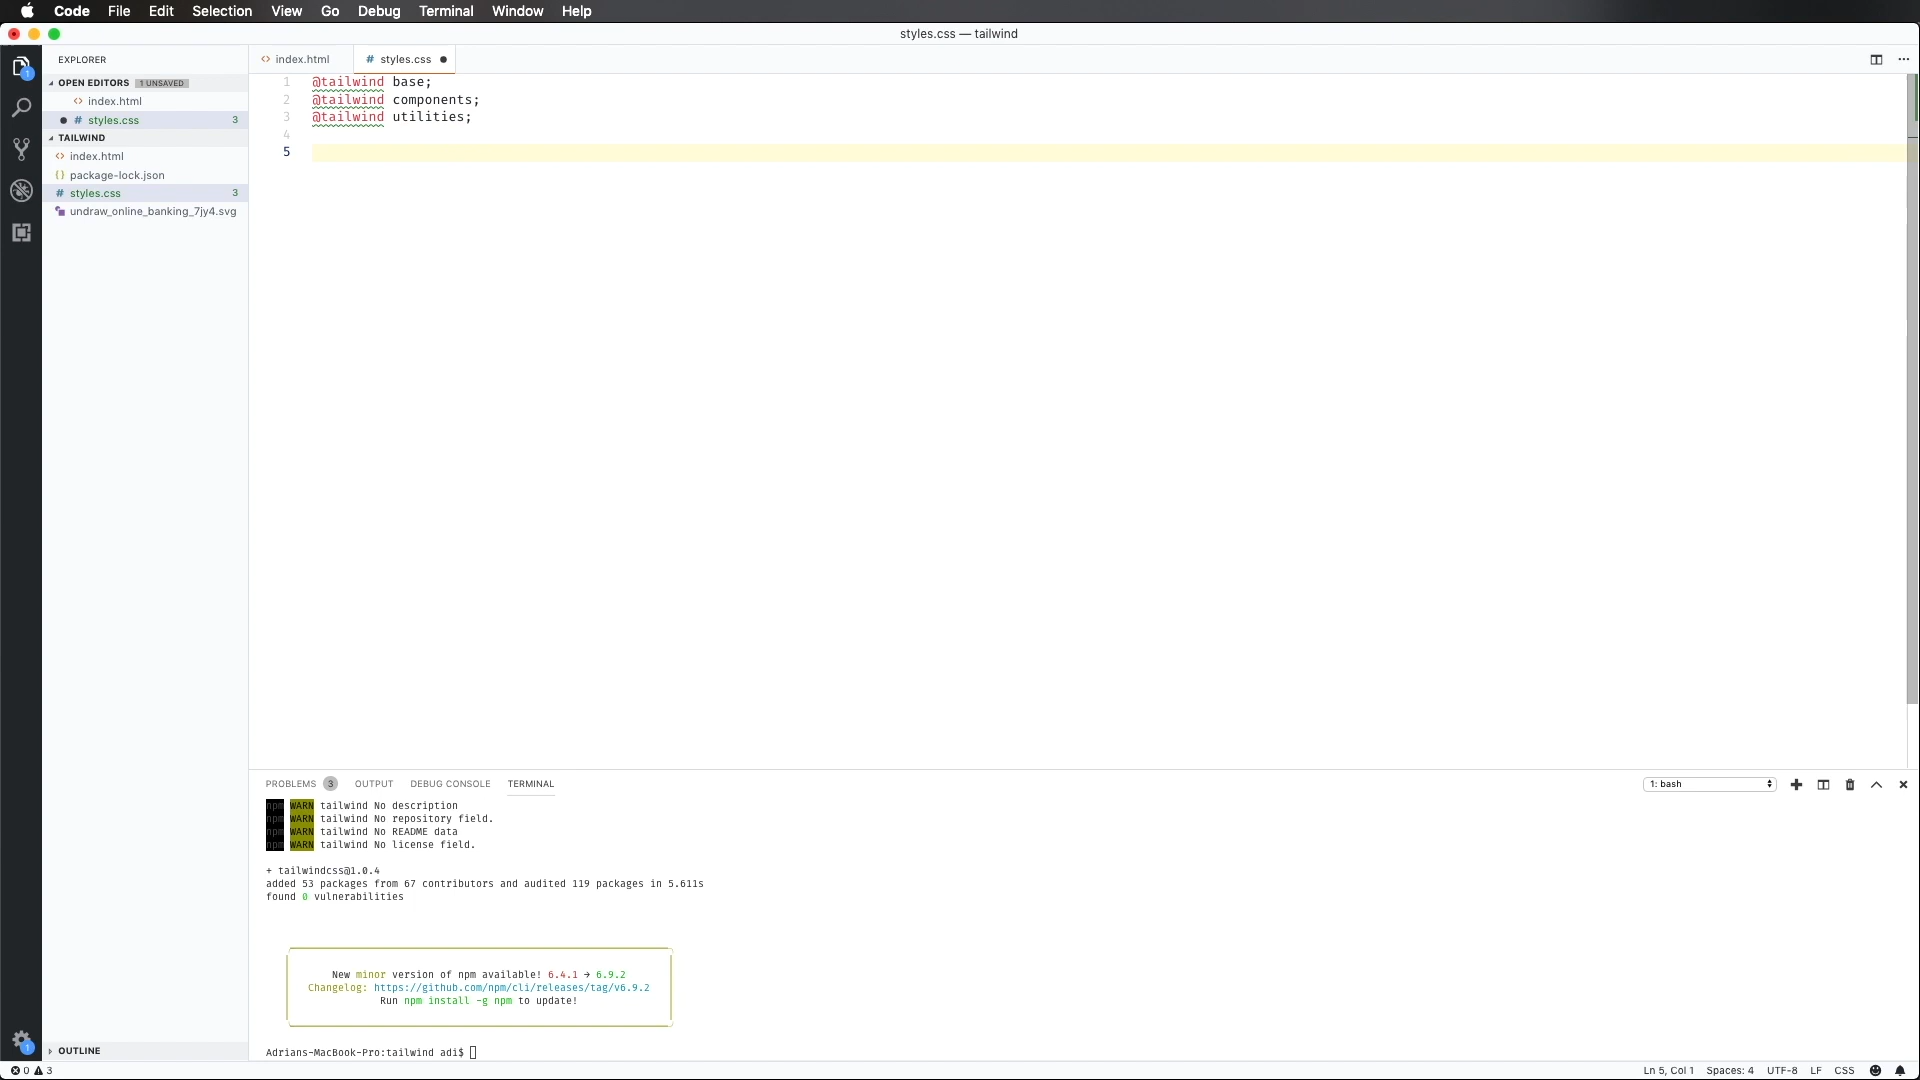 Code File Edit Selection View Go Debug Terminal Window Help
styles.css — tailwind
EXPLORER
OPEN EDITORS 1 UNSAVED
index.html
styles.css 3
TAILWIND
index.html
package-lock.json
styles.css 3
undraw_online_banking_7jy4.svg
OUTLINE
index.html styles.css
1 @tailwind base;
2 @tailwind components;
3 @tailwind utilities;
4
5
PROBLEMS 3 OUTPUT DEBUG CONSOLE TERMINAL 1: bash
npm WARN tailwind No description
npm WARN tailwind No repository field.
npm WARN tailwind No README data
npm WARN tailwind No license field.
+ tailwindcss@1.0.4
added 53 packages from 67 contributors and audited 119 packages in 5.611s
found 0 vulnerabilities
New minor version of npm available! 6.4.1 → 6.9.2
Changelog: https://github.com/npm/cli/releases/tag/v6.9.2
Run npm install -g npm to update!
Adrians-MacBook-Pro:tailwind adi$
1
1
0 3 Ln 5, Col 1 Spaces: 4 UTF-8 LF CSS